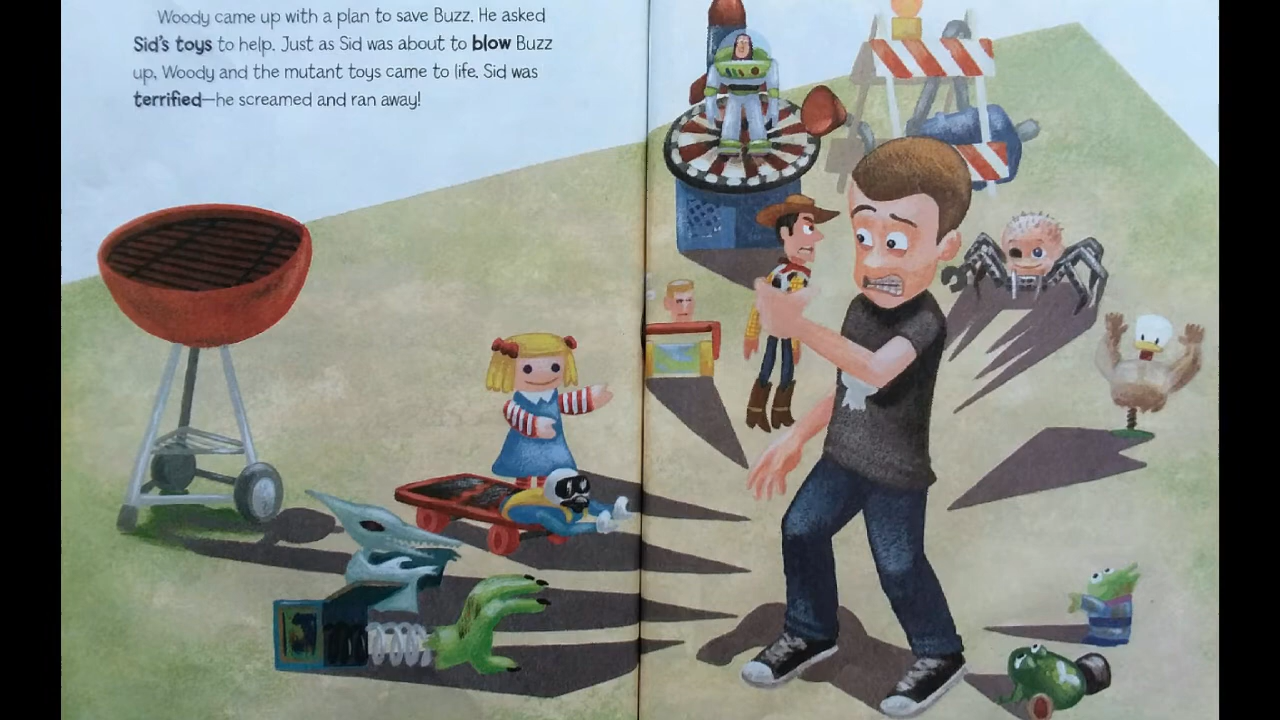 Woody came up with a plan to save Buzz. He asked
Sid's toys to help. Just as Sid was about to blow Buzz
up, Woody and the mutant toys came to life. Sid was
terrified—he screamed and ran away!